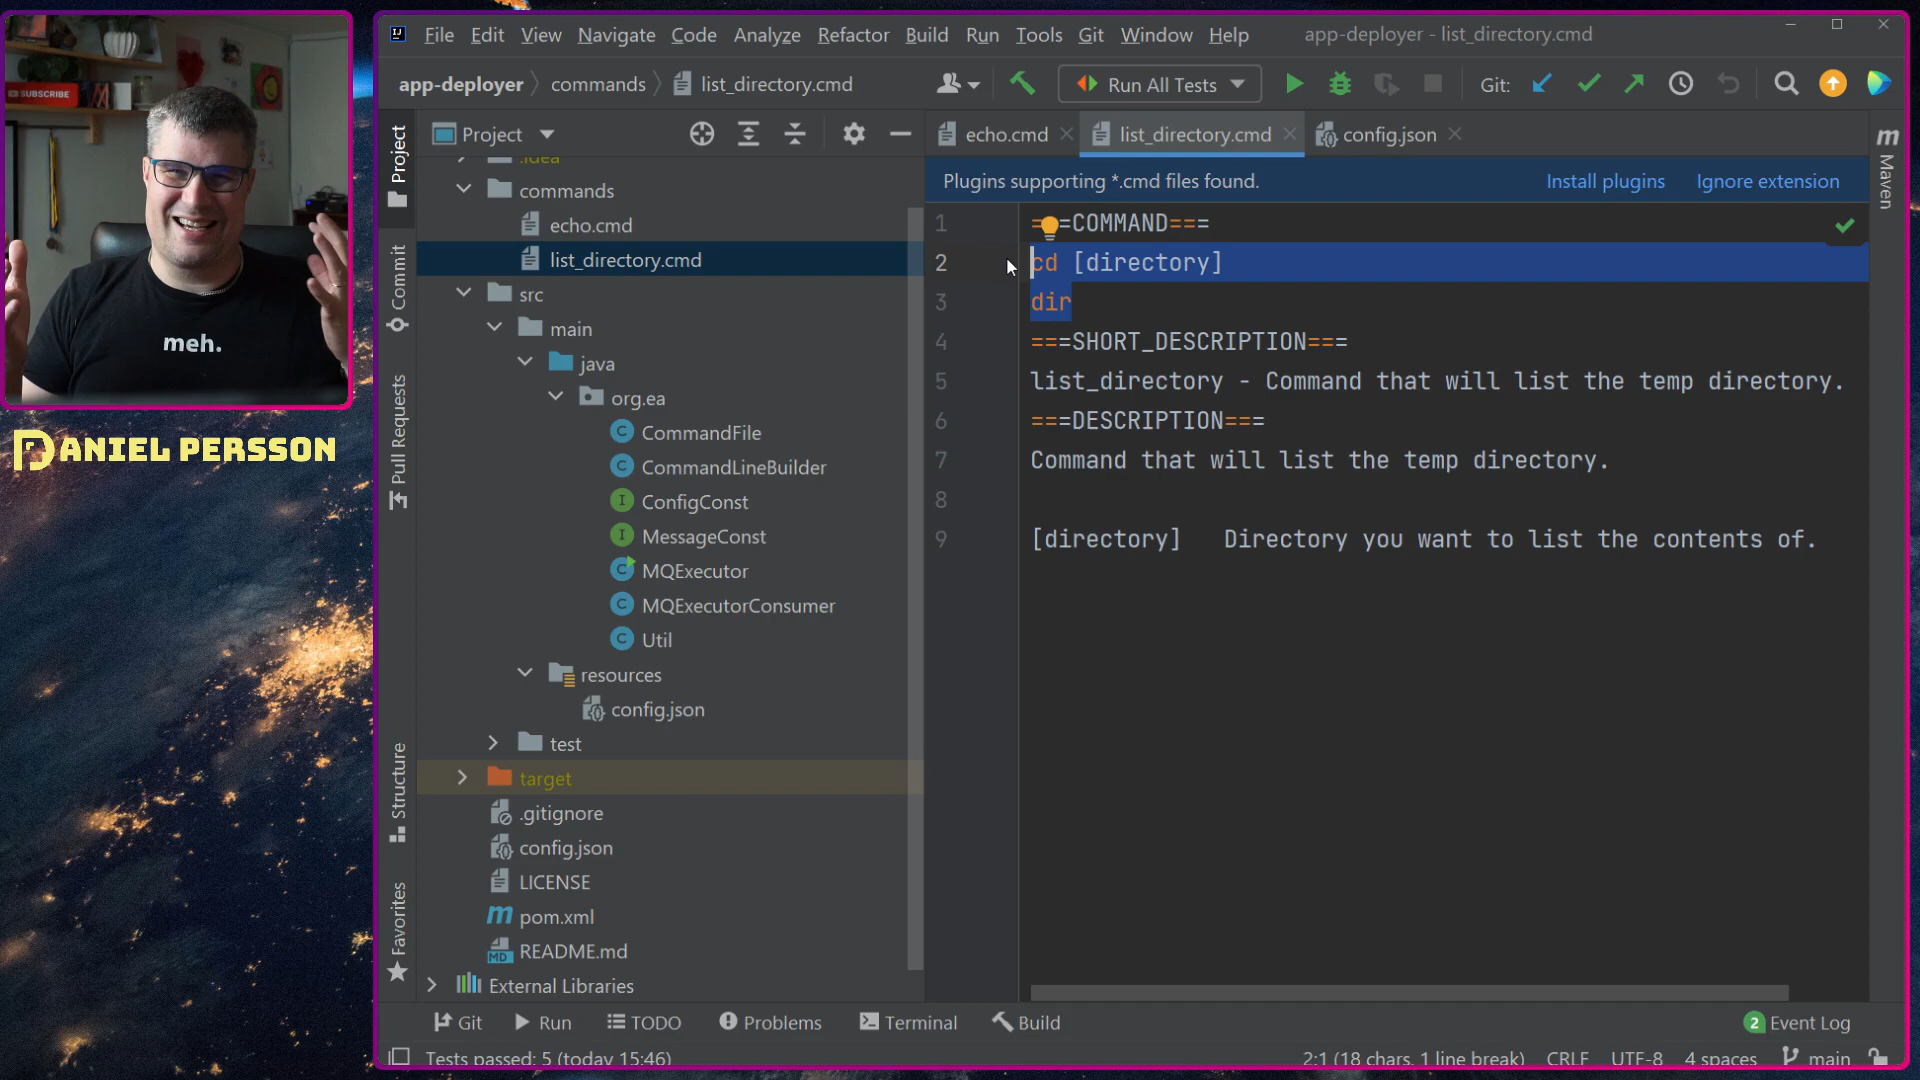 SUBSCRIBE
meh.
DANIEL PERSSON
File Edit View Navigate Code Analyze Refactor Build Run Tools Git Window Help app-deployer - list_directory.cmd
app-deployer commands list_directory.cmd Run All Tests Git:
Project
echo.cmd list_directory.cmd config.json
Plugins supporting *.cmd files found. Install plugins Ignore extension
.idea
commands
echo.cmd
list_directory.cmd
src
main
java
org.ea
CommandFile
CommandLineBuilder
ConfigConst
MessageConst
MQExecutor
MQExecutorConsumer
Util
resources
config.json
test
target
.gitignore
config.json
LICENSE
pom.xml
README.md
External Libraries
Project
Commit
Pull Requests
Structure
Favorites
1 ===COMMAND===
2 cd [directory]
3 dir
4 ===SHORT_DESCRIPTION===
5 list_directory - Command that will list the temp directory.
6 ===DESCRIPTION===
7 Command that will list the temp directory.
8
9 [directory]   Directory you want to list the contents of.
Maven
Git Run TODO Problems Terminal Build 2 Event Log
Tests passed: 5 (today 15:46) 2:1 (18 chars, 1 line break) CRLF UTF-8 4 spaces main